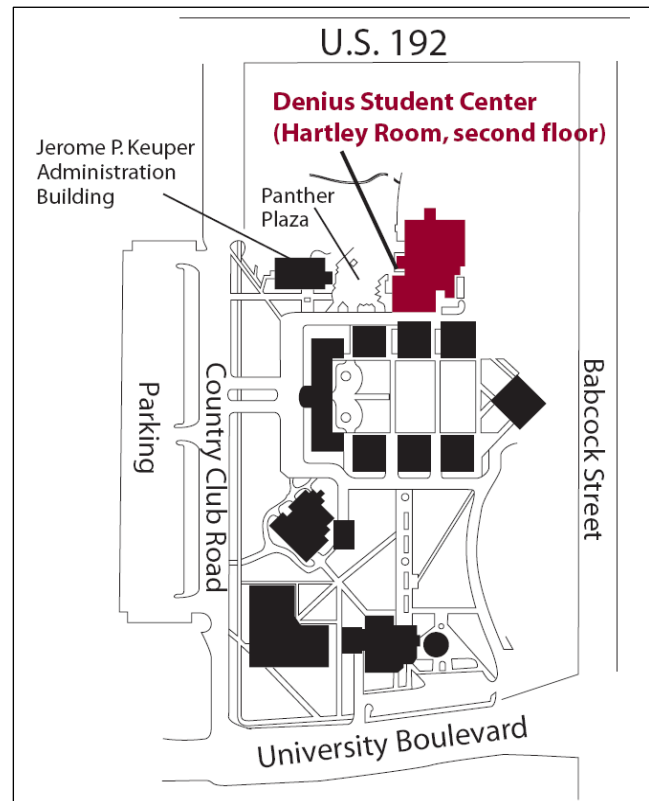 U.S. 192
Denius Student Center
(Hartley Room, second floor)
Jerome P. Keuper
Administration
Building
Panther
Plaza
Parking
Country Club Road
Babcock Street
University Boulevard